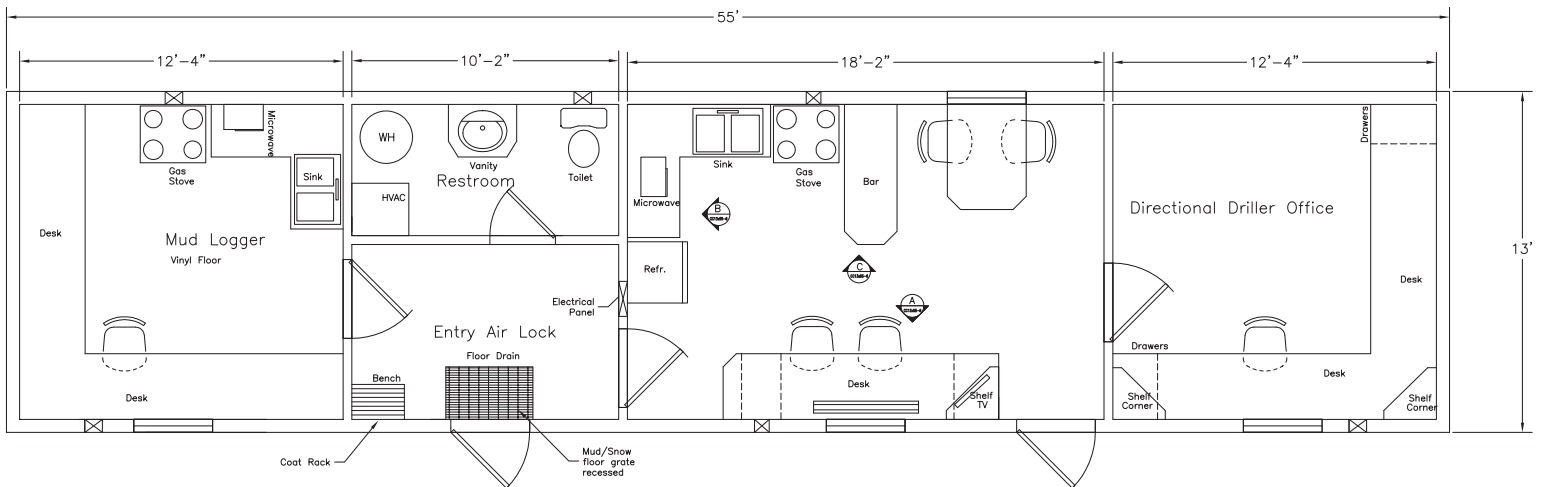 55'
12'-4"
10'-2"
18'-2"
12'-4"
13'
Microwave
Gas
Stove
Sink
Desk
Mud Logger
Vinyl Floor
Desk
WH
Vanity
Toilet
Restroom
HVAC
Electrical
Panel
Entry Air Lock
Floor Drain
Bench
Coat Rack
Mud/Snow
floor grate
recessed
Sink
Gas
Stove
Bar
Microwave
B
Refr.
C
A
Desk
Shelf
TV
Drawers
Directional Driller Office
Desk
Drawers
Desk
Shelf
Corner
Shelf
Corner